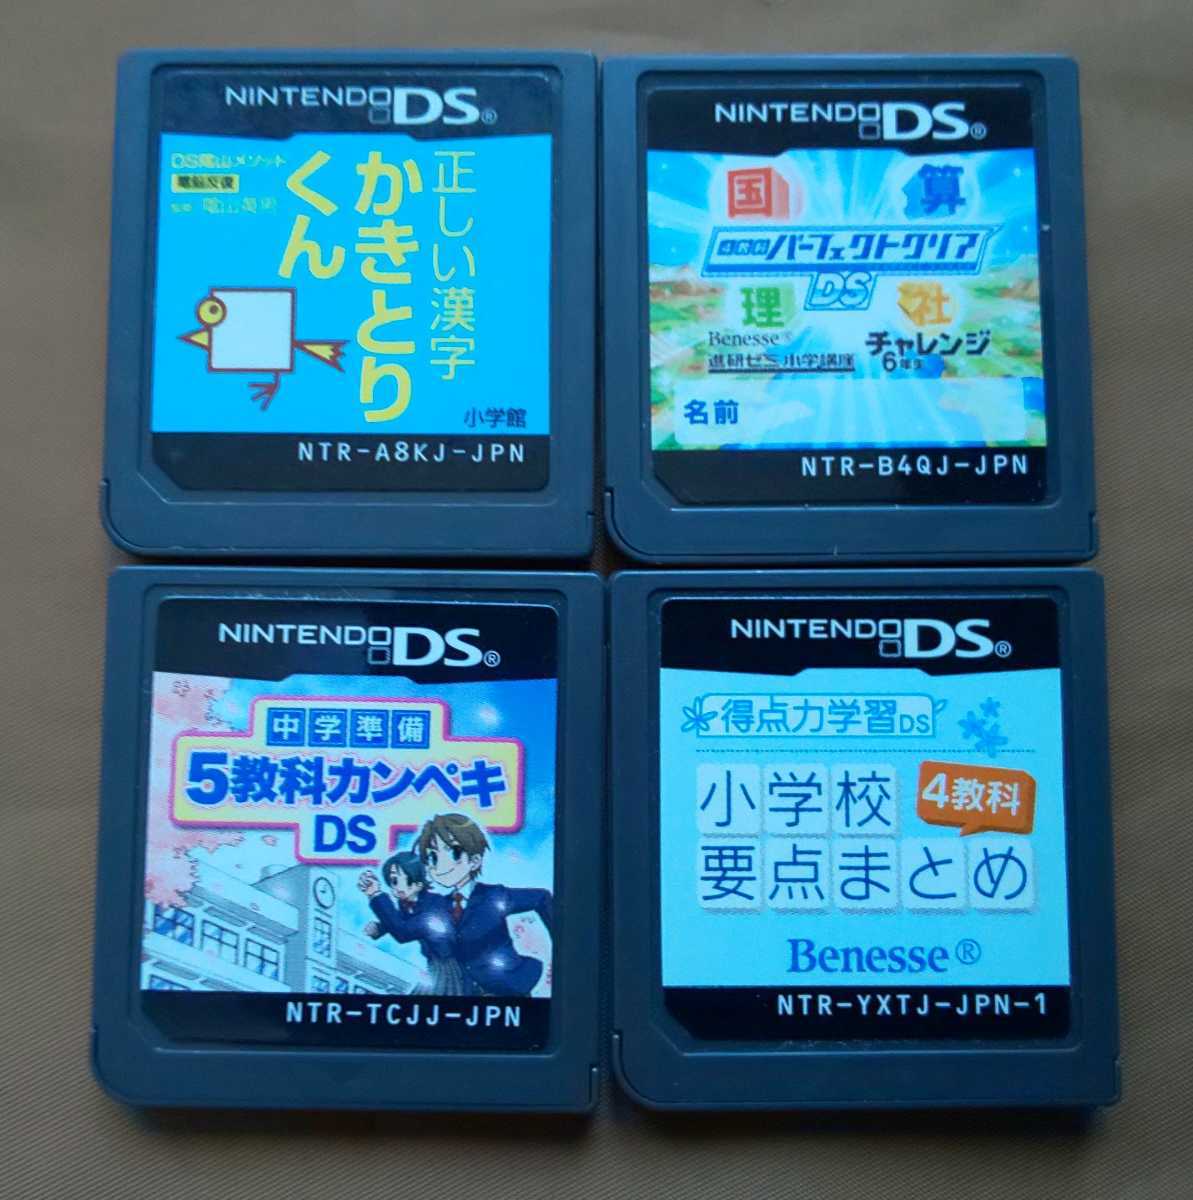 NINTENDO DS®
DS陰山メソット
電脳反復
正しい漢字
かきとり
くん
小学館
NTR-A8KJ-JPN
NINTENDO DS®
国 算
パーフェクトクリア
DS
理 社
Benesse®
進研ゼミ小学講座
チャレンジ
6年生
名前
NTR-B4QJ-JPN
NINTENDO DS®
中学準備
5教科カンペキ
DS
NTR-TCJJ-JPN
NINTENDO DS®
得点力学習DS
小学校
4教科
要点まとめ
Benesse®
NTR-YXTJ-JPN-1